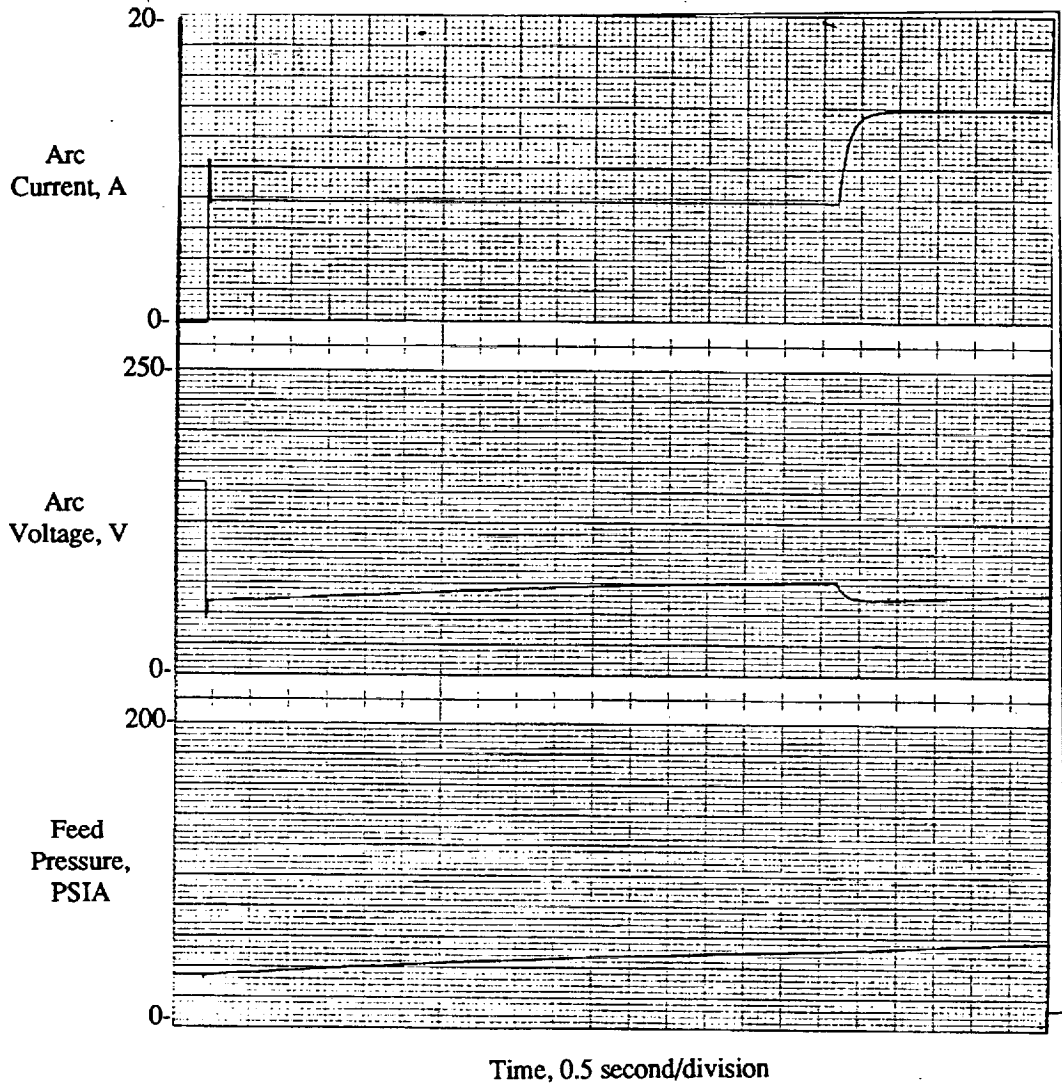 20-
Arc
Current, A
0-
250-
Arc
Voltage, V
0-
200-
Feed
Pressure,
PSIA
0-
Time, 0.5 second/division